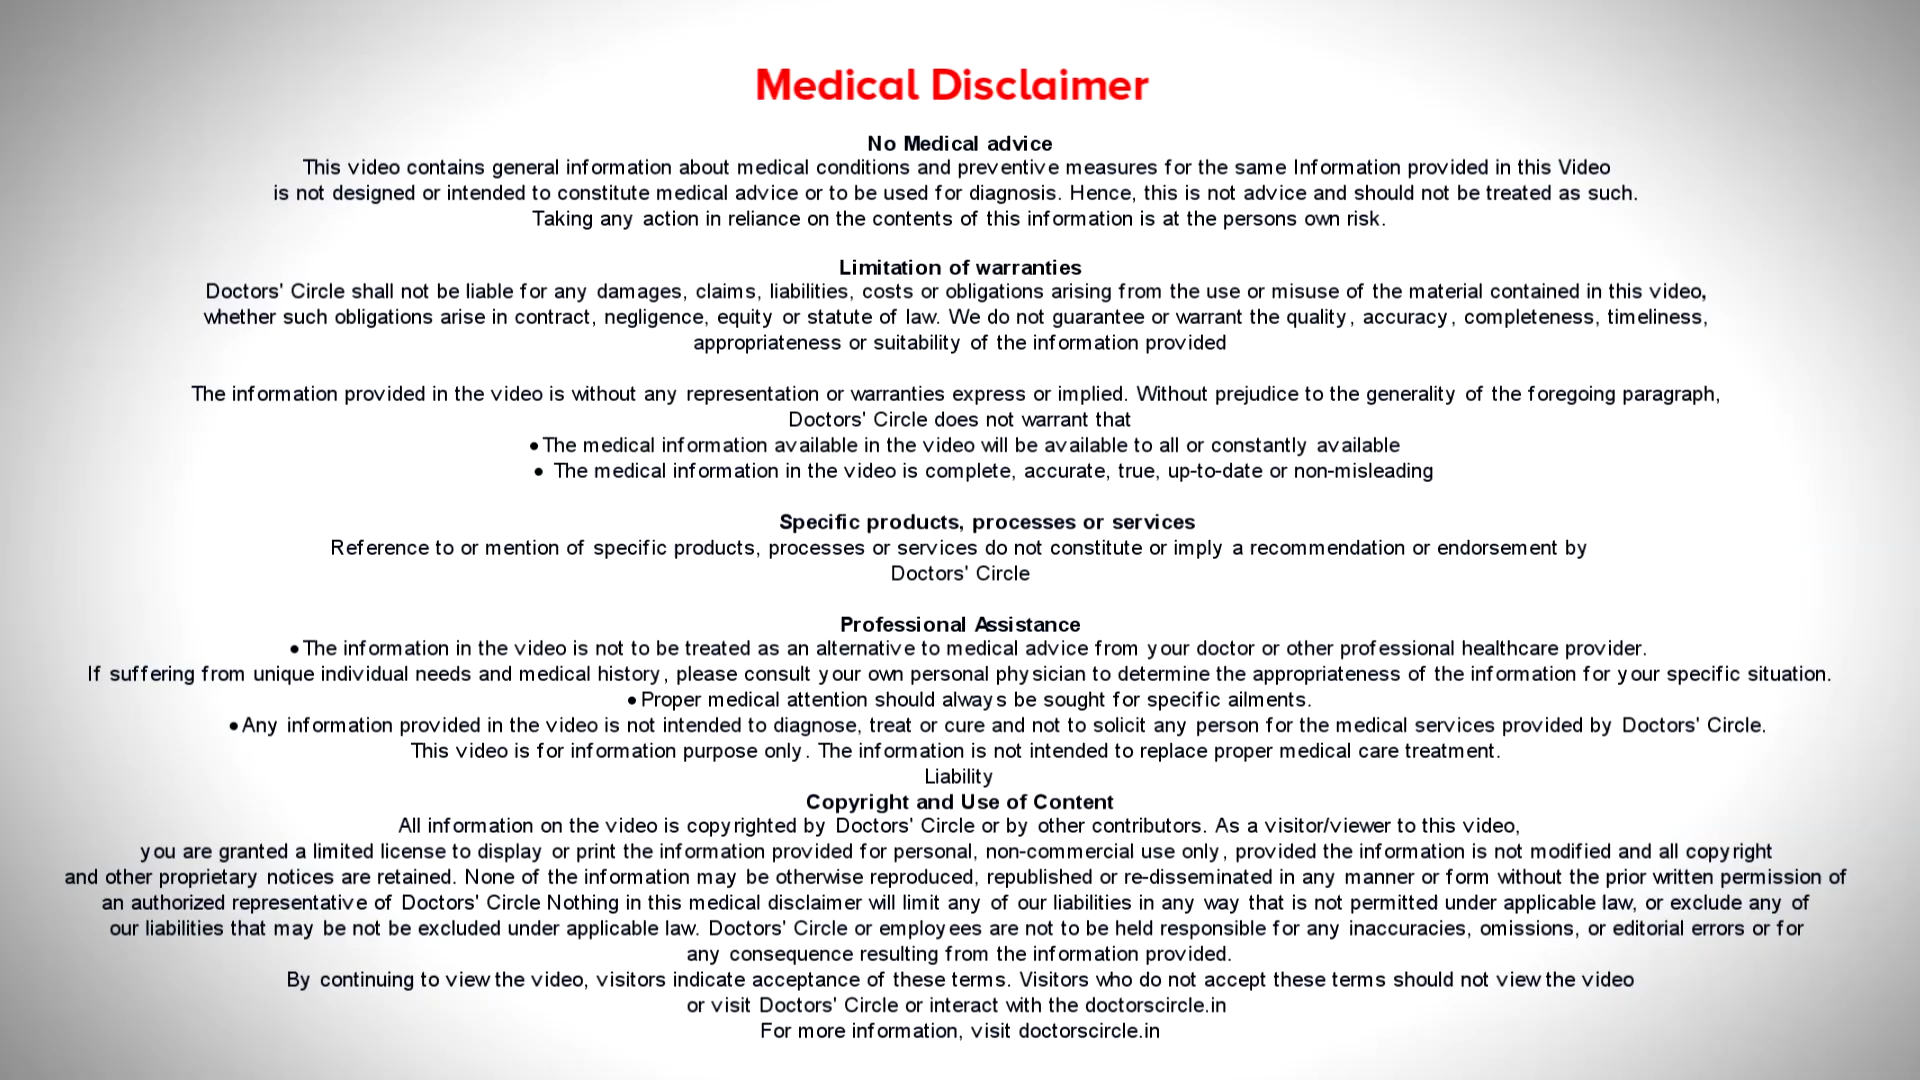 Medical Disclaimer
No Medical advice
This video contains general information about medical conditions and preventive measures for the same Information provided in this Video
is not designed or intended to constitute medical advice or to be used for diagnosis. Hence, this is not advice and should not be treated as such.
Taking any action in reliance on the contents of this information is at the persons own risk.
Limitation of warranties
Doctors' Circle shall not be liable for any damages, claims, liabilities, costs or obligations arising from the use or misuse of the material contained in this video,
whether such obligations arise in contract, negligence, equity or statute of law. We do not guarantee or warrant the quality, accuracy, completeness, timeliness,
appropriateness or suitability of the information provided
The information provided in the video is without any representation or warranties express or implied. Without prejudice to the generality of the foregoing paragraph,
Doctors' Circle does not warrant that
• The medical information available in the video will be available to all or constantly available
• The medical information in the video is complete, accurate, true, up-to-date or non-misleading
Specific products, processes or services
Reference to or mention of specific products, processes or services do not constitute or imply a recommendation or endorsement by
Doctors' Circle
Professional Assistance
• The information in the video is not to be treated as an alternative to medical advice from your doctor or other professional healthcare provider.
If suffering from unique individual needs and medical history, please consult your own personal physician to determine the appropriateness of the information for your specific situation.
• Proper medical attention should always be sought for specific ailments.
• Any information provided in the video is not intended to diagnose, treat or cure and not to solicit any person for the medical services provided by Doctors' Circle.
This video is for information purpose only. The information is not intended to replace proper medical care treatment.
Liability
Copyright and Use of Content
All information on the video is copyrighted by Doctors' Circle or by other contributors. As a visitor/viewer to this video,
you are granted a limited license to display or print the information provided for personal, non-commercial use only, provided the information is not modified and all copyright
and other proprietary notices are retained. None of the information may be otherwise reproduced, republished or re-disseminated in any manner or form without the prior written permission of
an authorized representative of Doctors' Circle Nothing in this medical disclaimer will limit any of our liabilities in any way that is not permitted under applicable law, or exclude any of
our liabilities that may be not be excluded under applicable law. Doctors' Circle or employees are not to be held responsible for any inaccuracies, omissions, or editorial errors or for
any consequence resulting from the information provided.
By continuing to view the video, visitors indicate acceptance of these terms. Visitors who do not accept these terms should not view the video
or visit Doctors' Circle or interact with the doctorscircle.in
For more information, visit doctorscircle.in